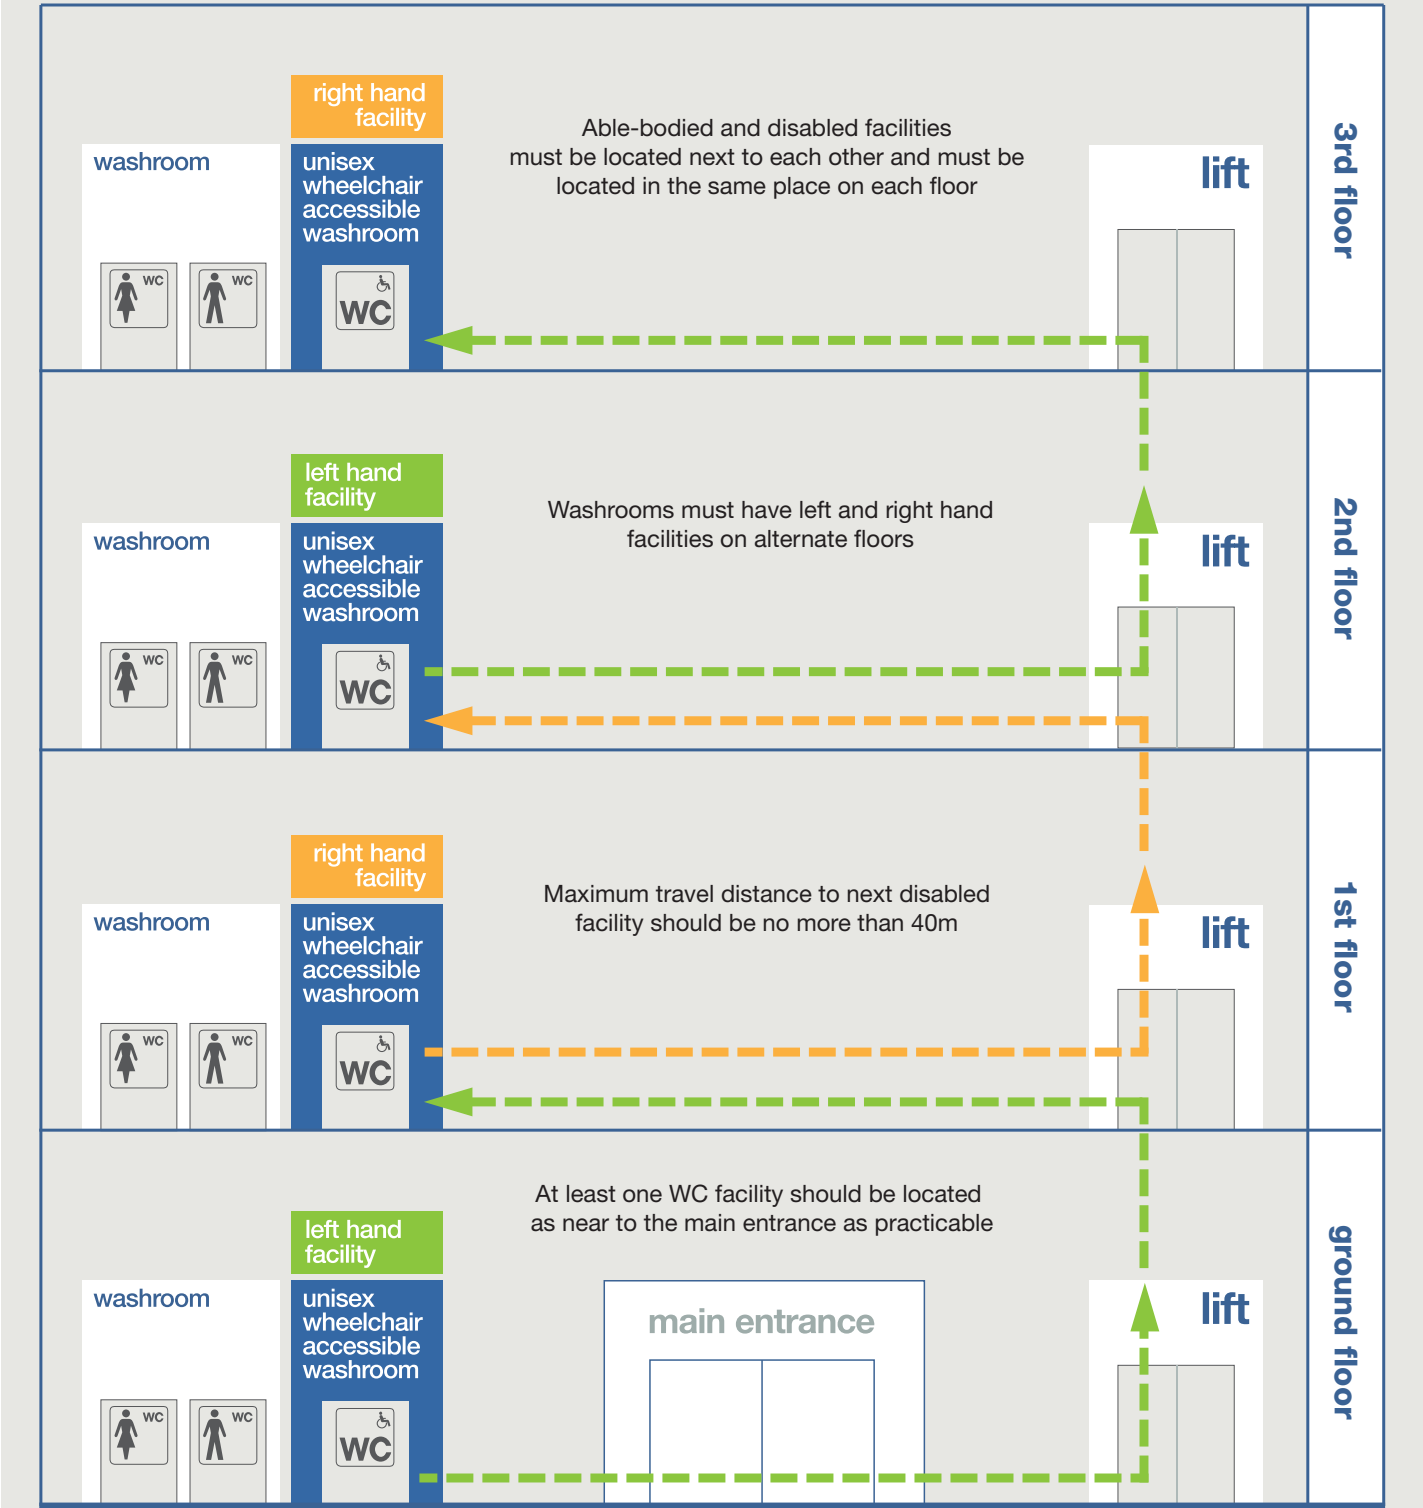 right hand
facility
washroom
unisex
wheelchair
accessible
washroom
WC
WC
WC
Able-bodied and disabled facilities
must be located next to each other and must be
located in the same place on each floor
lift
3rd floor
left hand
facility
washroom
unisex
wheelchair
accessible
washroom
WC
WC
WC
Washrooms must have left and right hand
facilities on alternate floors
lift
2nd floor
right hand
facility
washroom
unisex
wheelchair
accessible
washroom
WC
WC
WC
Maximum travel distance to next disabled
facility should be no more than 40m
lift
1st floor
left hand
facility
washroom
unisex
wheelchair
accessible
washroom
WC
WC
WC
At least one WC facility should be located
as near to the main entrance as practicable
main entrance
lift
ground floor